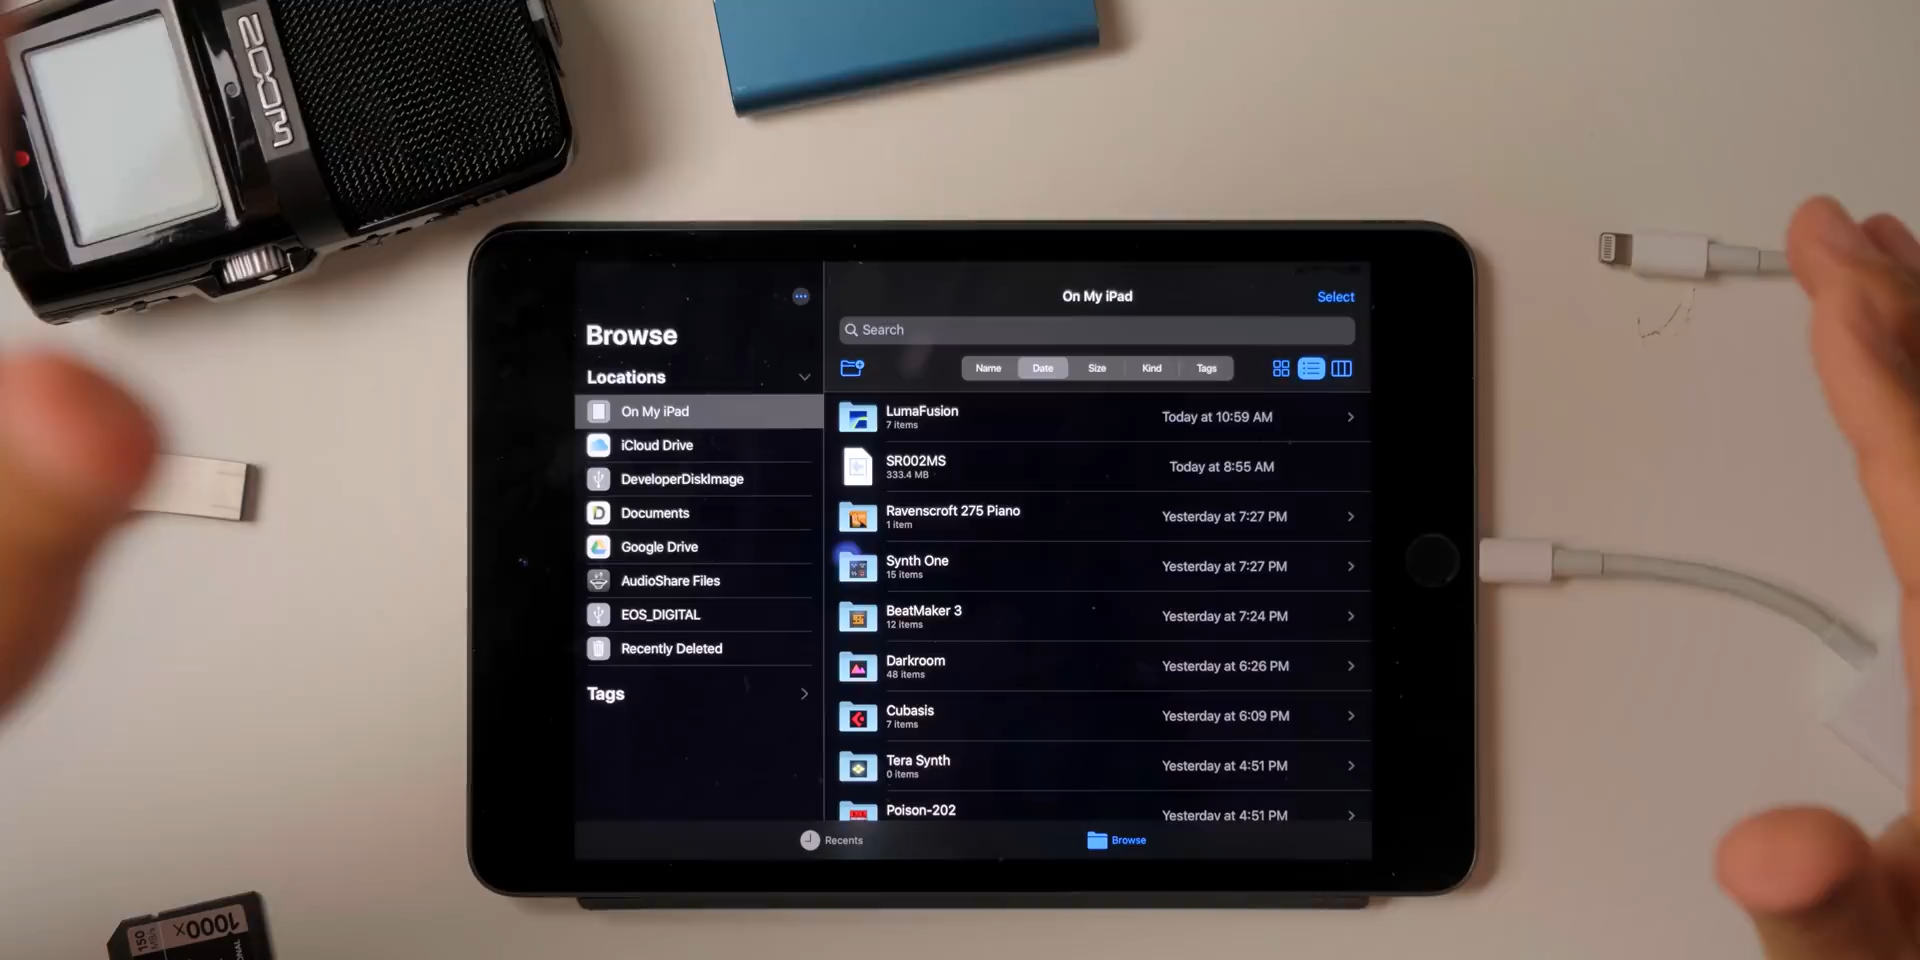 ZOOM
On My iPad
Select
Browse
Search
Locations
Name
Date
Size
Kind
Tags
On My iPad
iCloud Drive
DeveloperDiskImage
Documents
Google Drive
AudioShare Files
EOS_DIGITAL
Recently Deleted
Tags
LumaFusion
7 items
Today at 10:59 AM
SR002MS
333.4 MB
Today at 8:55 AM
Ravenscroft 275 Piano
1 item
Yesterday at 7:27 PM
Synth One
15 items
Yesterday at 7:27 PM
BeatMaker 3
12 items
Yesterday at 7:24 PM
Darkroom
48 items
Yesterday at 6:26 PM
Cubasis
7 items
Yesterday at 6:09 PM
Tera Synth
0 items
Yesterday at 4:51 PM
Poison-202
Yesterday at 4:51 PM
Recents
Browse
1000x
150
MB/s